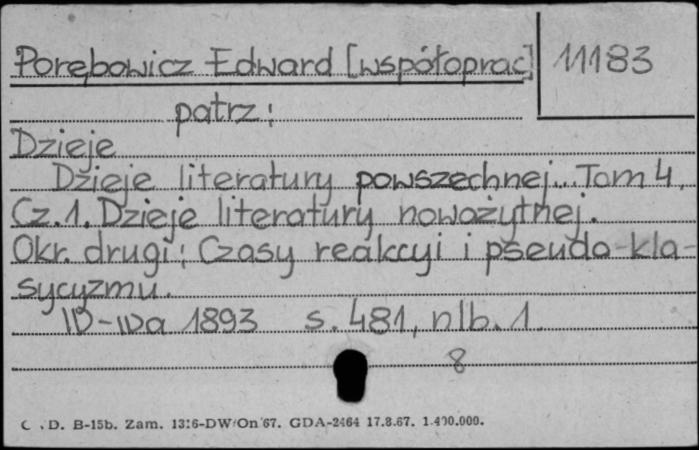 Porębowicz Edward [współoprac] 11183
patrz:
Dzieje
Dzieje literatury powszechnej... Tom 4.
Cz. 1. Dzieje literatury nowożytnej.
Okr. drugi: Czasy reakcyi i pseudo-kla-
sycyzmu.
W-wa 1893 s. 481, nlb. 1.
8
C.D. B-15b. Zam. 1316-DW/On/67. GDA-2464 17.8.67. 1.400.000.